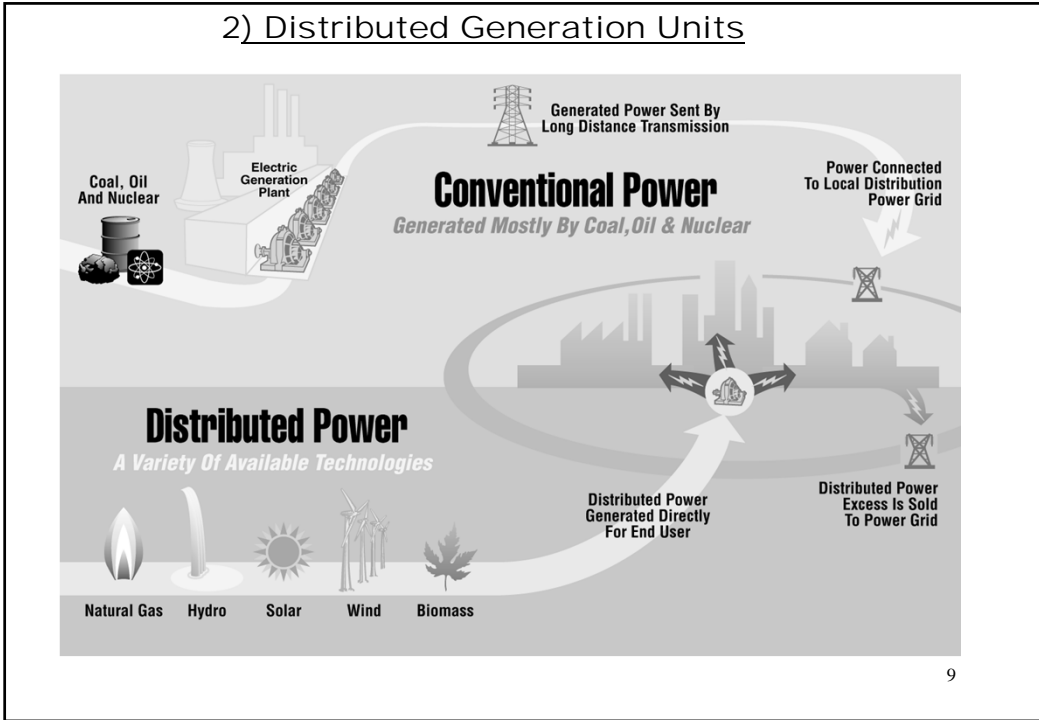 2) Distributed Generation Units
Generated Power Sent By
Long Distance Transmission
Electric
Generation
Plant
Coal, Oil
And Nuclear
Power Connected
To Local Distribution
Power Grid
Conventional Power
Generated Mostly By Coal,Oil & Nuclear
Distributed Power
A Variety Of Available Technologies
Distributed Power
Generated Directly
For End User
Distributed Power
Excess Is Sold
To Power Grid
Natural Gas Hydro Solar Wind Biomass
9